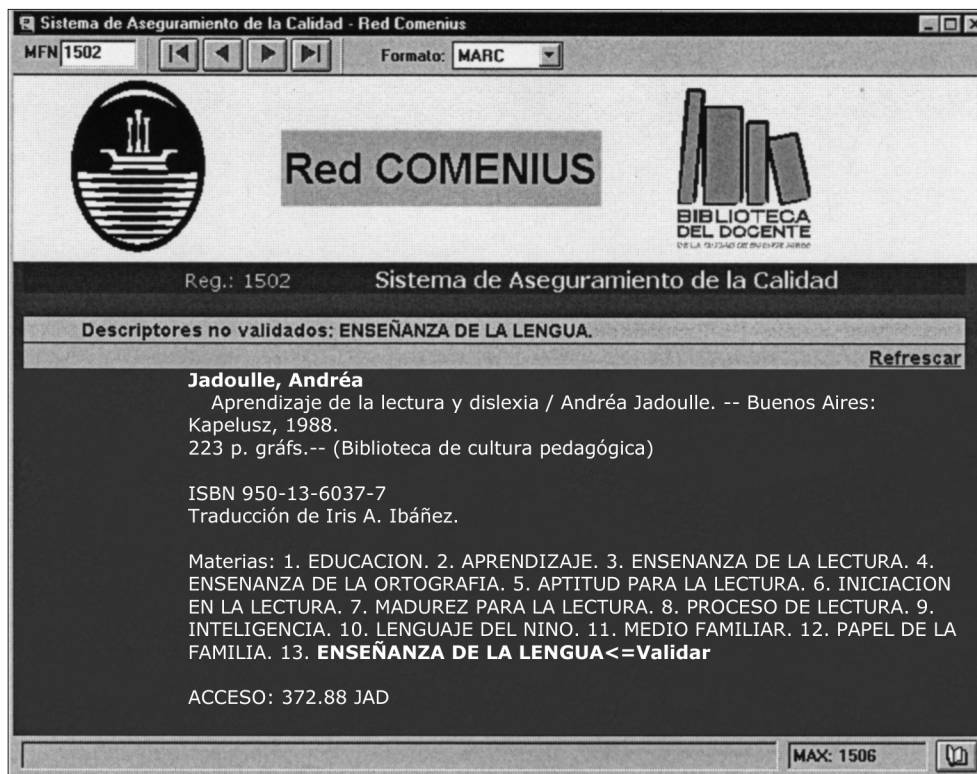 Sistema de Aseguramiento de la Calidad - Red Comenius
MFN 1502 Formato: MARC
Red COMENIUS
BIBLIOTECA
DEL DOCENTE
DE LA CIUDAD DE BUENOS AIRES
Reg.: 1502 Sistema de Aseguramiento de la Calidad
Descriptores no validados: ENSEÑANZA DE LA LENGUA.
Refrescar
Jadoulle, Andréa
Aprendizaje de la lectura y dislexia / Andréa Jadoulle. -- Buenos Aires:
Kapelusz, 1988.
223 p. gráfs.-- (Biblioteca de cultura pedagógica)
ISBN 950-13-6037-7
Traducción de Iris A. Ibáñez.
Materias: 1. EDUCACION. 2. APRENDIZAJE. 3. ENSENANZA DE LA LECTURA. 4.
ENSENANZA DE LA ORTOGRAFIA. 5. APTITUD PARA LA LECTURA. 6. INICIACION
EN LA LECTURA. 7. MADUREZ PARA LA LECTURA. 8. PROCESO DE LECTURA. 9.
INTELIGENCIA. 10. LENGUAJE DEL NINO. 11. MEDIO FAMILIAR. 12. PAPEL DE LA
FAMILIA. 13. ENSEÑANZA DE LA LENGUA<=Validar
ACCESO: 372.88 JAD
MAX: 1506